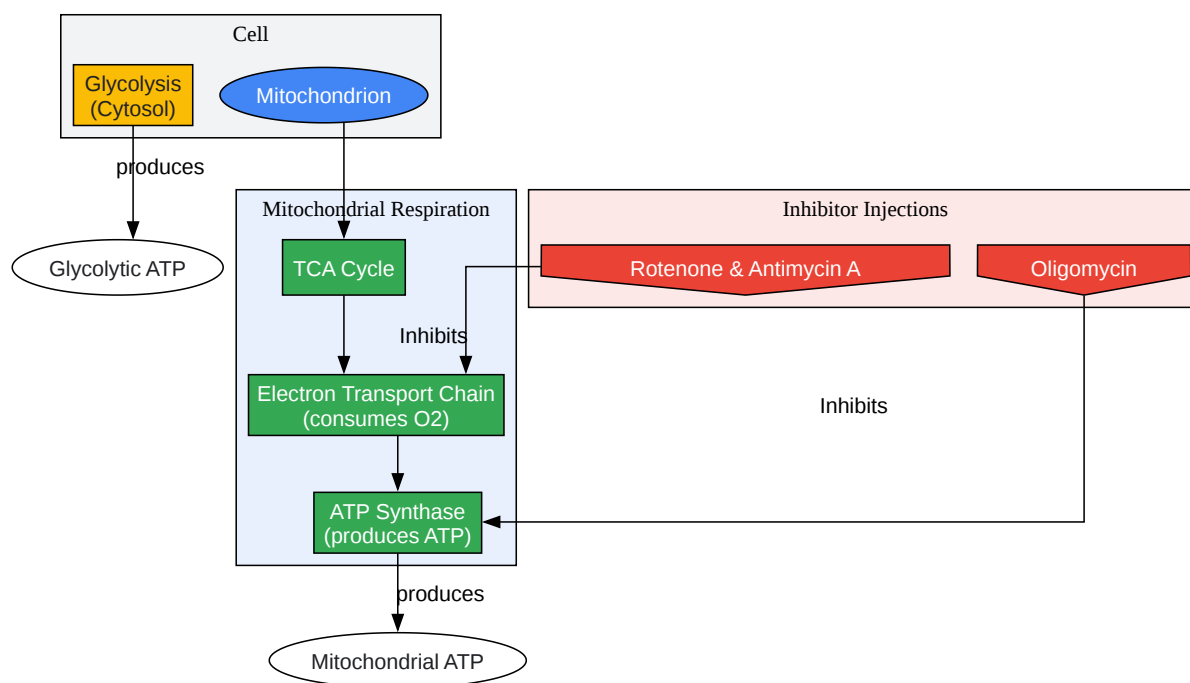 Cell
Glycolysis
(Cytosol)
Mitochondrion
produces
Mitochondrial Respiration
Inhibitor Injections
Glycolytic ATP
TCA Cycle
Rotenone & Antimycin A
Oligomycin
Inhibits
Electron Transport Chain
(consumes O2)
Inhibits
ATP Synthase
(produces ATP)
produces
Mitochondrial ATP